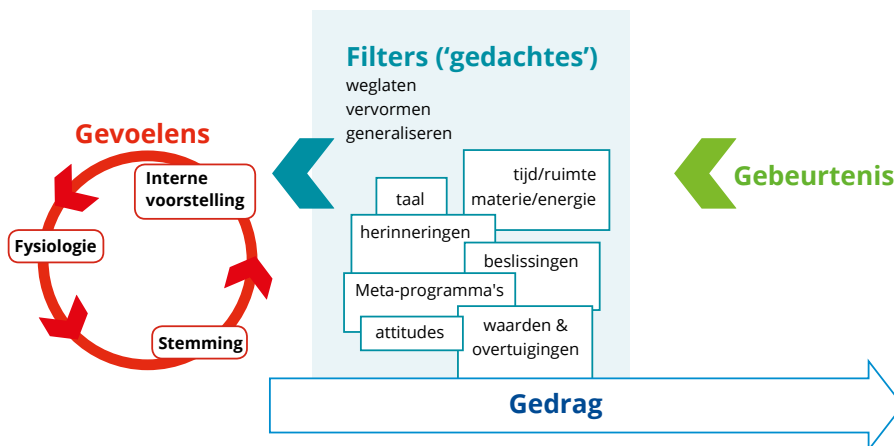 Filters (‘gedachtes’)
weglaten
vervormen
generaliseren
Gevoelens
Interne
voorstelling
Fysiologie
Stemming
tijd/ruimte
materie/energie
taal
herinneringen
beslissingen
Meta-programma's
attitudes
waarden &
overtuigingen
Gebeurtenis
Gedrag